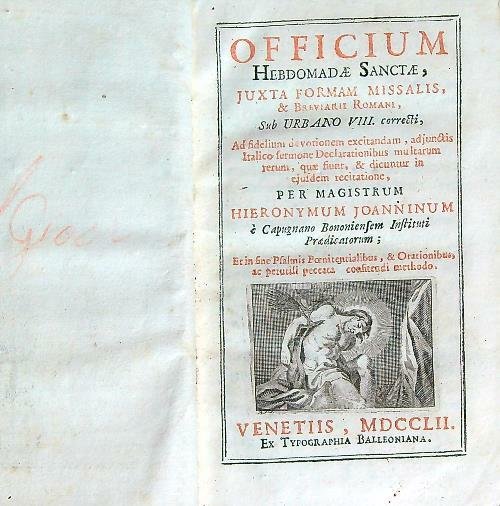 OFFICIUM
HEBDOMADÆ SANCTÆ,
JUXTA FORMAM MISSALIS,
& BREVIARII ROMANI,
Sub URBANO VIII. correcti,
Ad fidelium devotionem excitandam, adjunctis
Italico sermone Declarationibus multarum
rerum, quæ fiunt, & dicuntur in
ejusdem recitatione,
PER MAGISTRUM
HIERONYMUM JOANNINUM
è Capugnano Bononiensem Instituti
Prædicatorum;
Et in fine Psalmis Pœnitentialibus, & Orationibus,
ac perutili peccata confitendi methodo.
VENETIIS, MDCCLII.
EX TYPOGRAPHIA BALLEONIANA.